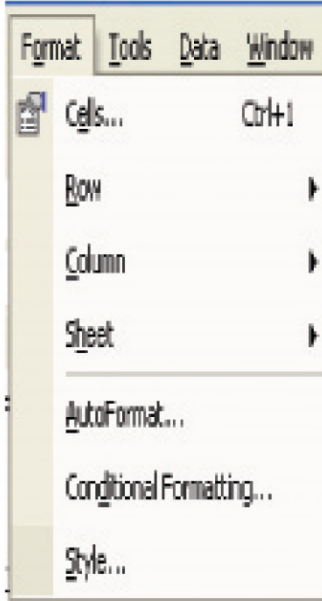 Format Tools Data Window
Cells... Ctrl+1
Row
Column
Sheet
AutoFormat...
Conditional Formatting...
Style...